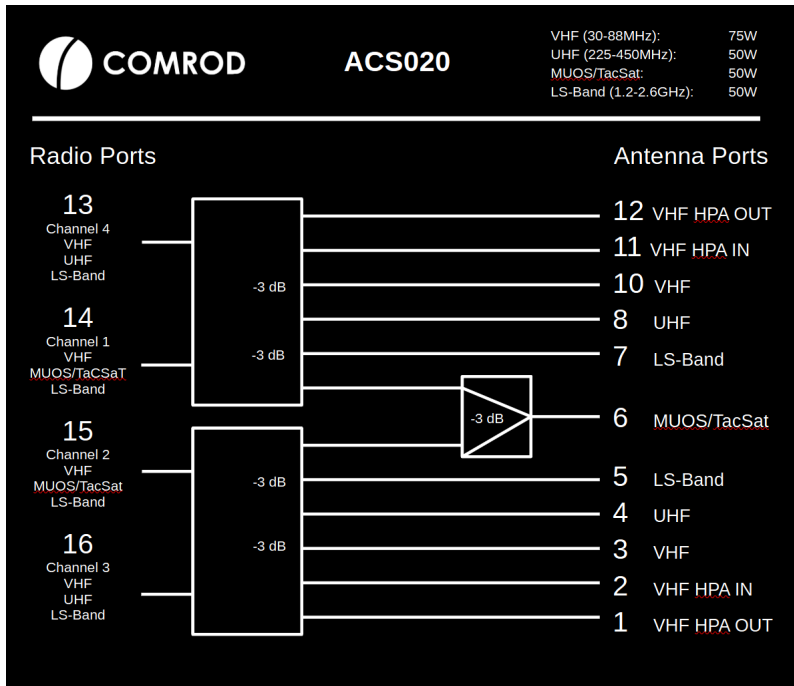 COMROD
ACS020
VHF (30-88MHz): 75W
UHF (225-450MHz): 50W
MUOS/TacSat: 50W
LS-Band (1.2-2.6GHz): 50W
Radio Ports
Antenna Ports
13
Channel 4
VHF
UHF
LS-Band
14
Channel 1
VHF
MUOS/TaCSaT
LS-Band
15
Channel 2
VHF
MUOS/TacSat
LS-Band
16
Channel 3
VHF
UHF
LS-Band
-3 dB
-3 dB
-3 dB
-3 dB
-3 dB
12 VHF HPA OUT
11 VHF HPA IN
10 VHF
8 UHF
7 LS-Band
6 MUOS/TacSat
5 LS-Band
4 UHF
3 VHF
2 VHF HPA IN
1 VHF HPA OUT